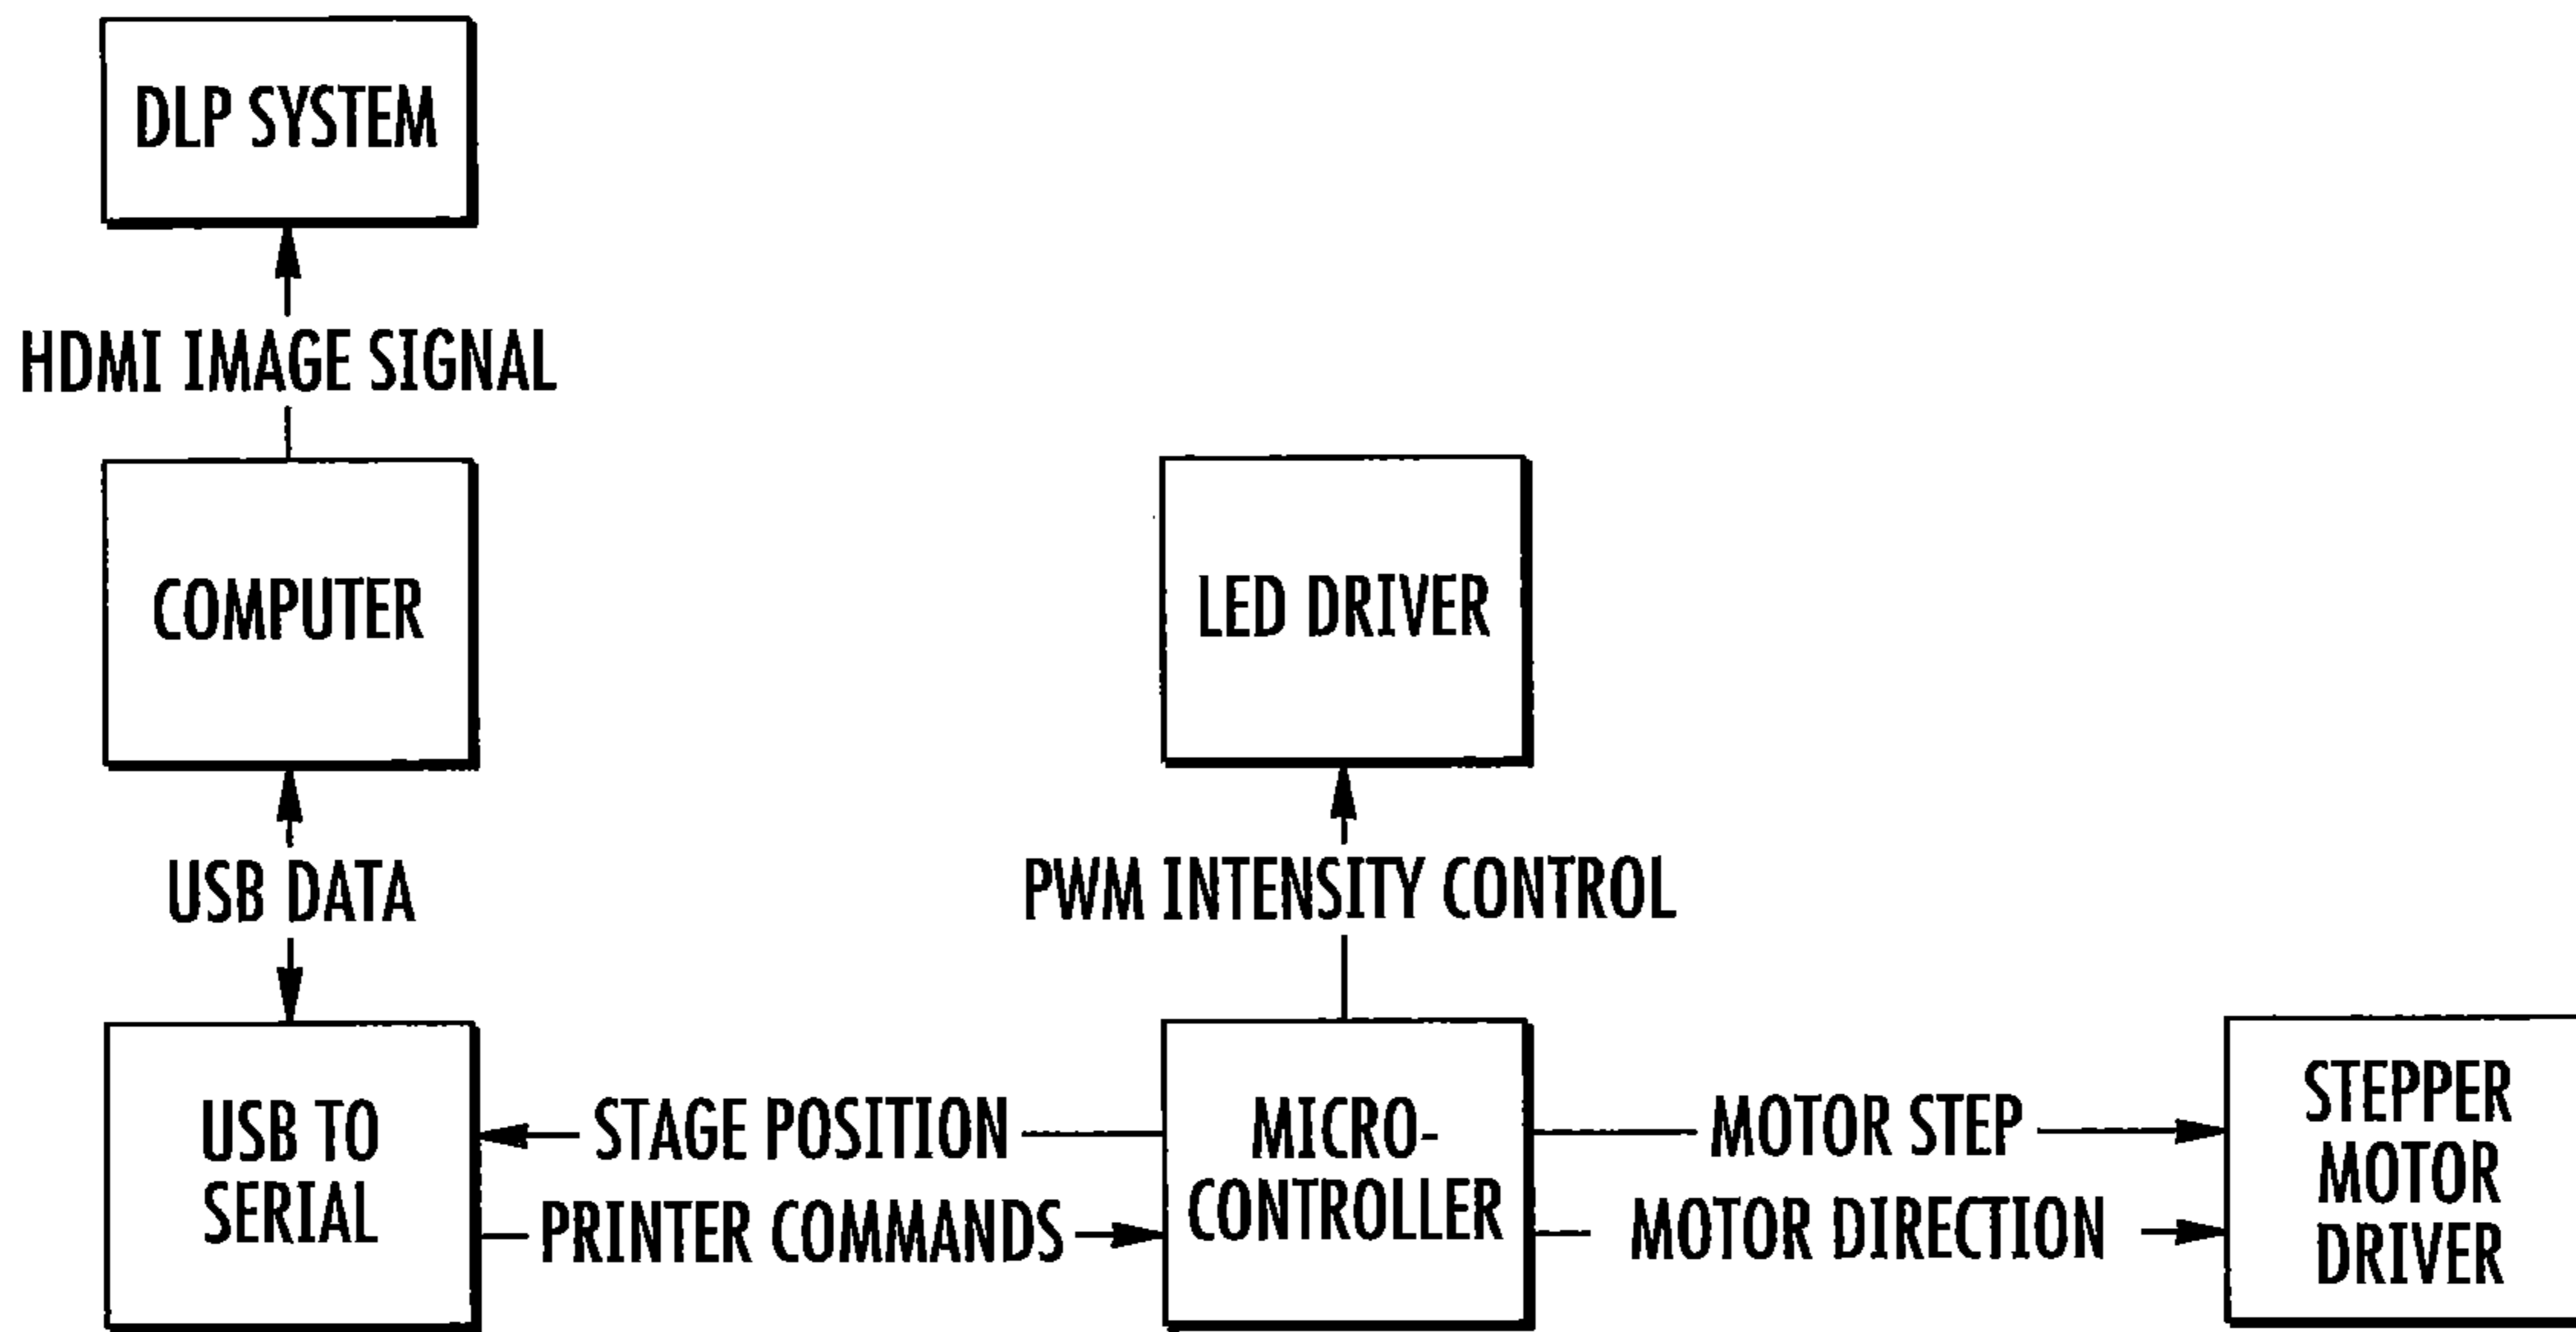 DLP SYSTEM
HDMI IMAGE SIGNAL
COMPUTER
LED DRIVER
USB DATA
PWM INTENSITY CONTROL
USB TO
SERIAL
STAGE POSITION
PRINTER COMMANDS
MICRO-
CONTROLLER
MOTOR STEP
MOTOR DIRECTION
STEPPER
MOTOR
DRIVER